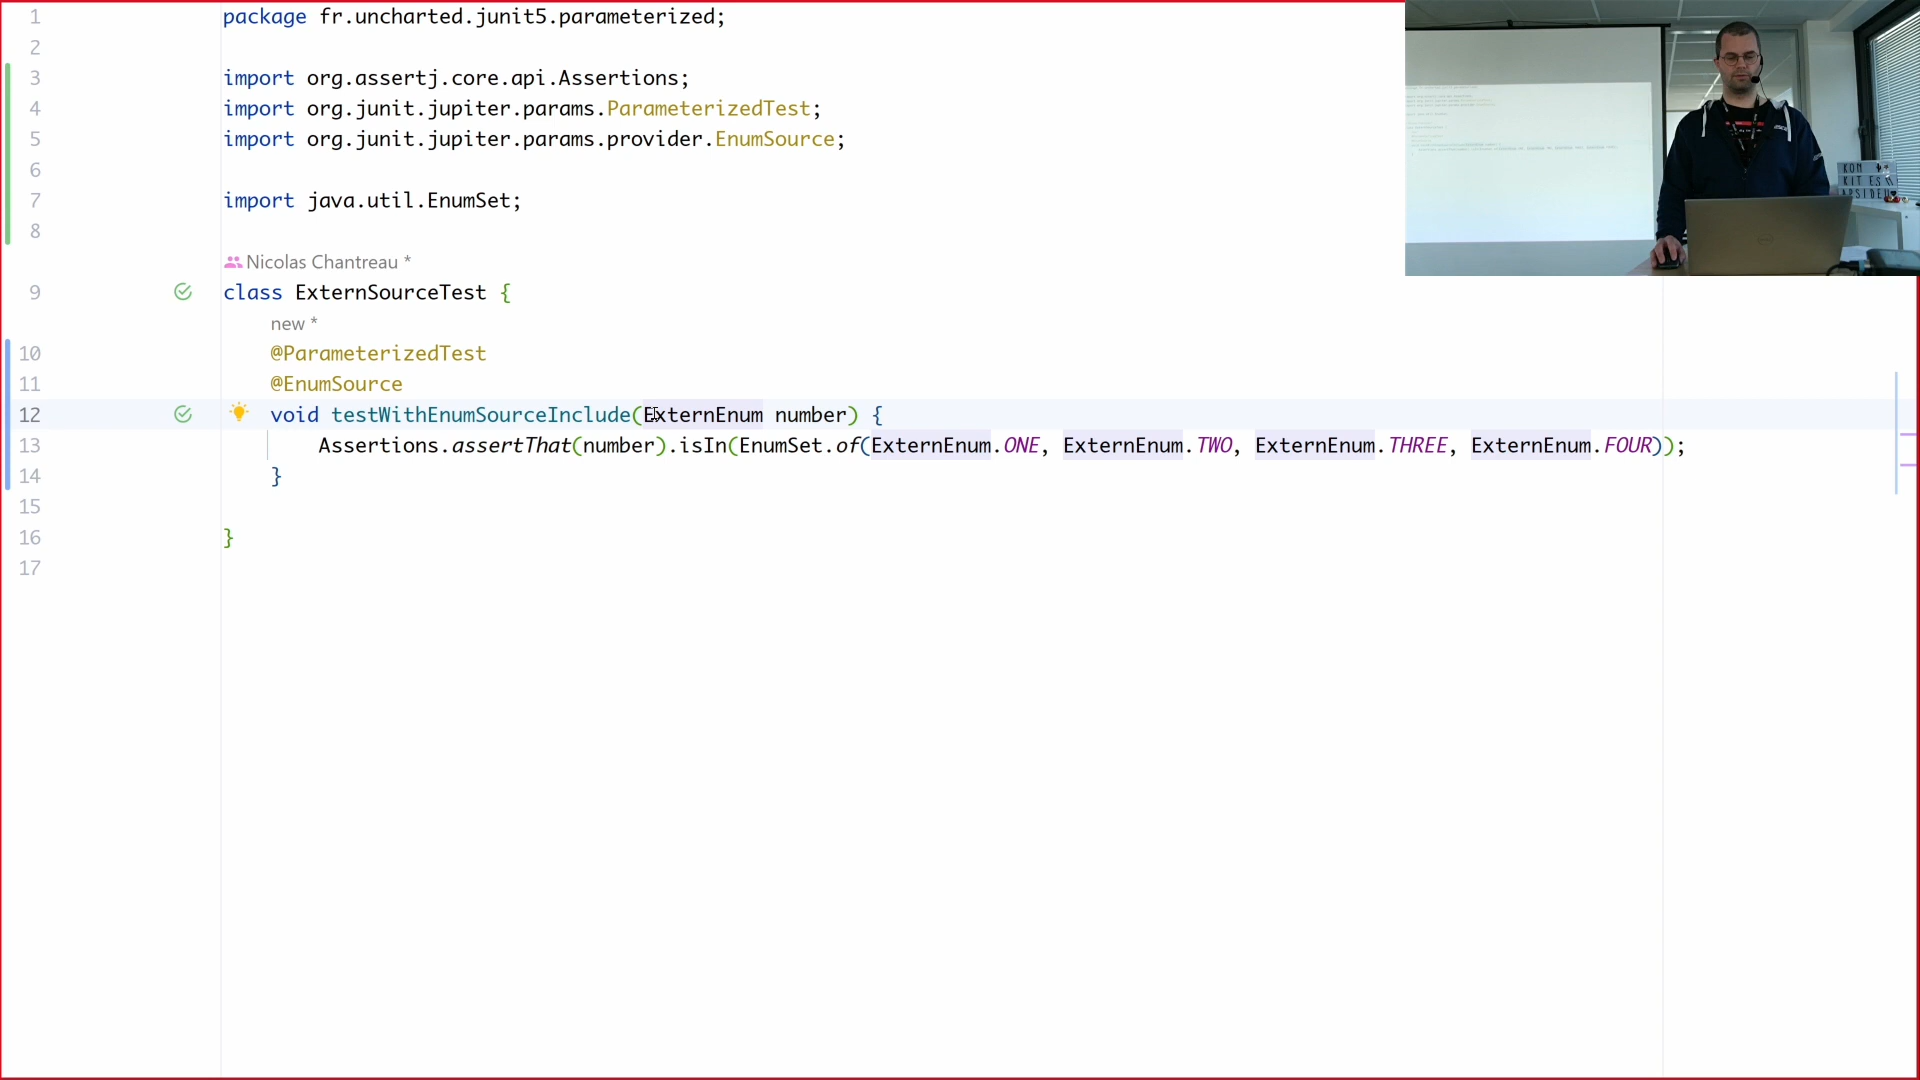 1 package fr.uncharted.junit5.parameterized;
2
3 import org.assertj.core.api.Assertions;
4 import org.junit.jupiter.params.ParameterizedTest;
5 import org.junit.jupiter.params.provider.EnumSource;
6
7 import java.util.EnumSet;
8
Nicolas Chantreau *
9 class ExternSourceTest {
new *
10 @ParameterizedTest
11 @EnumSource
12 void testWithEnumSourceInclude(ExternEnum number) {
13 Assertions.assertThat(number).isIn(EnumSet.of(ExternEnum.ONE, ExternEnum.TWO, ExternEnum.THREE, ExternEnum.FOUR));
14 }
15
16 }
17
KOM
KIT ES